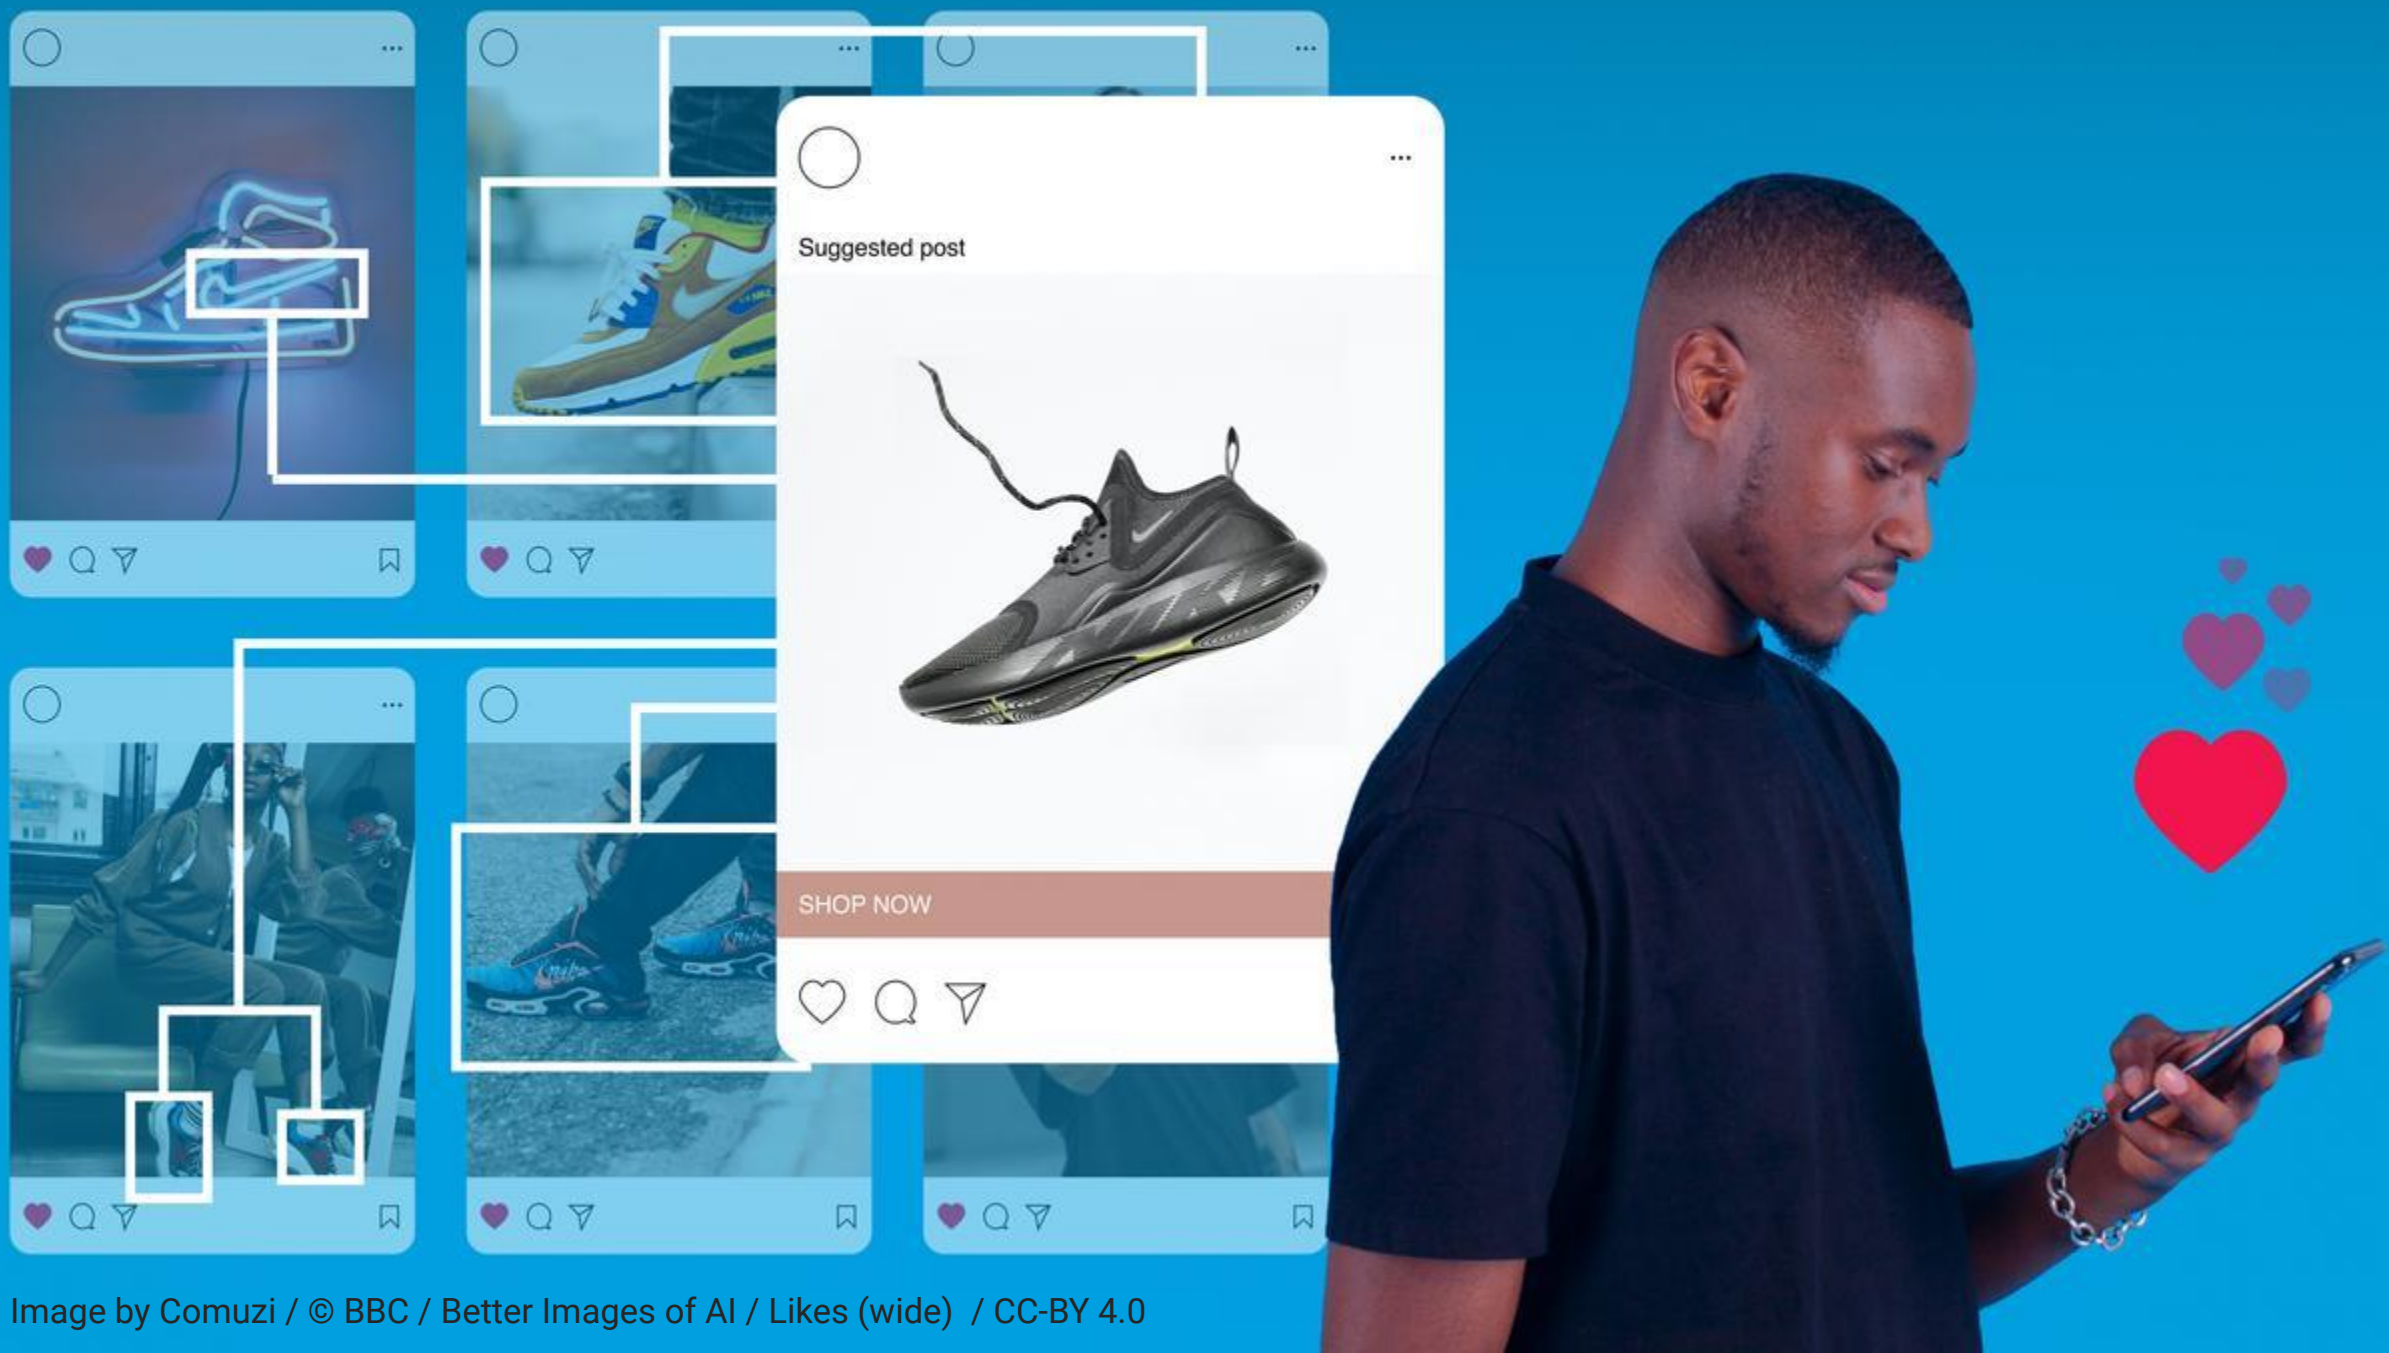 Suggested post
SHOP NOW
Image by Comuzi / © BBC / Better Images of AI / Likes (wide) / CC-BY 4.0